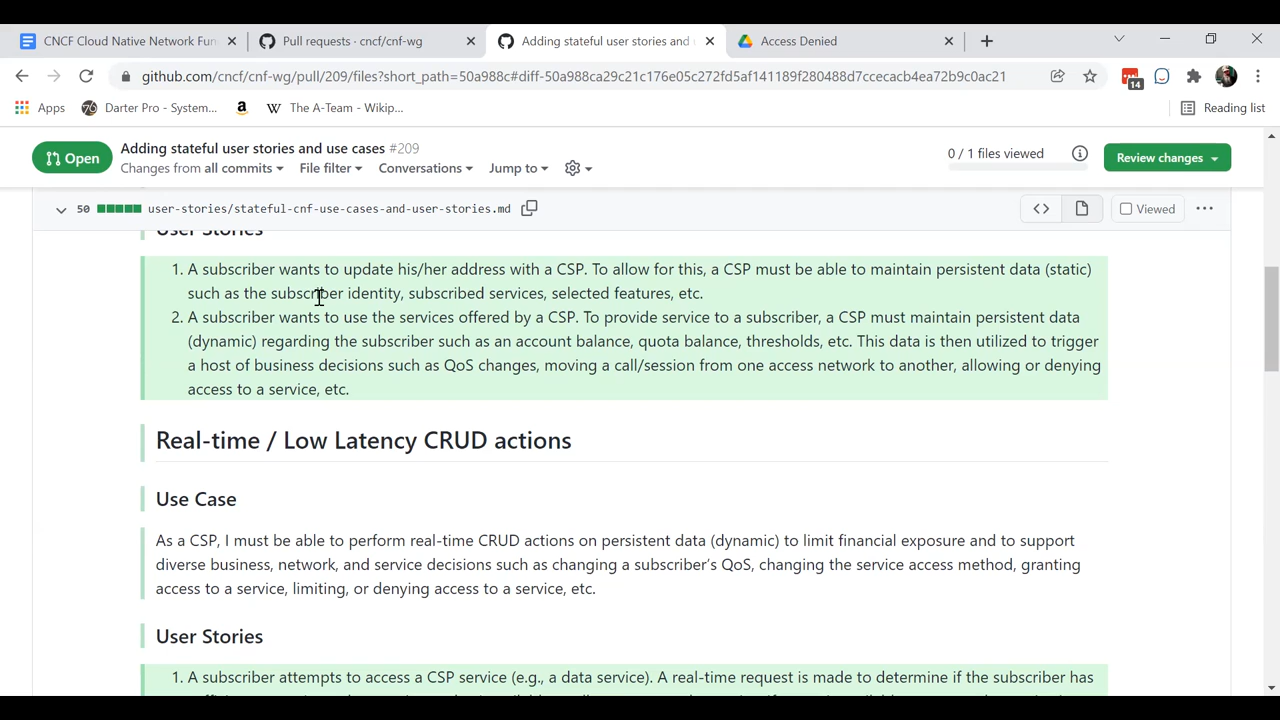 CNCF Cloud Native Network Fun
Pull requests · cncf/cnf-wg
Adding stateful user stories and
Access Denied
github.com/cncf/cnf-wg/pull/209/files?short_path=50a988c#diff-50a988ca29c21c176e05c272fd5af141189f280488d7ccecacb4ea72b9c0ac21
14
Apps
76
Darter Pro - System...
a
W
The A-Team - Wikip...
Reading list
Open
Adding stateful user stories and use cases #209
Changes from all commits
File filter
Conversations
Jump to
0 / 1 files viewed
Review changes
50
user-stories/stateful-cnf-use-cases-and-user-stories.md
Viewed
User Stories
1. A subscriber wants to update his/her address with a CSP. To allow for this, a CSP must be able to maintain persistent data (static)
such as the subscriber identity, subscribed services, selected features, etc.
2. A subscriber wants to use the services offered by a CSP. To provide service to a subscriber, a CSP must maintain persistent data
(dynamic) regarding the subscriber such as an account balance, quota balance, thresholds, etc. This data is then utilized to trigger
a host of business decisions such as QoS changes, moving a call/session from one access network to another, allowing or denying
access to a service, etc.
Real-time / Low Latency CRUD actions
Use Case
As a CSP, I must be able to perform real-time CRUD actions on persistent data (dynamic) to limit financial exposure and to support
diverse business, network, and service decisions such as changing a subscriber's QoS, changing the service access method, granting
access to a service, limiting, or denying access to a service, etc.
User Stories
1. A subscriber attempts to access a CSP service (e.g., a data service). A real-time request is made to determine if the subscriber has